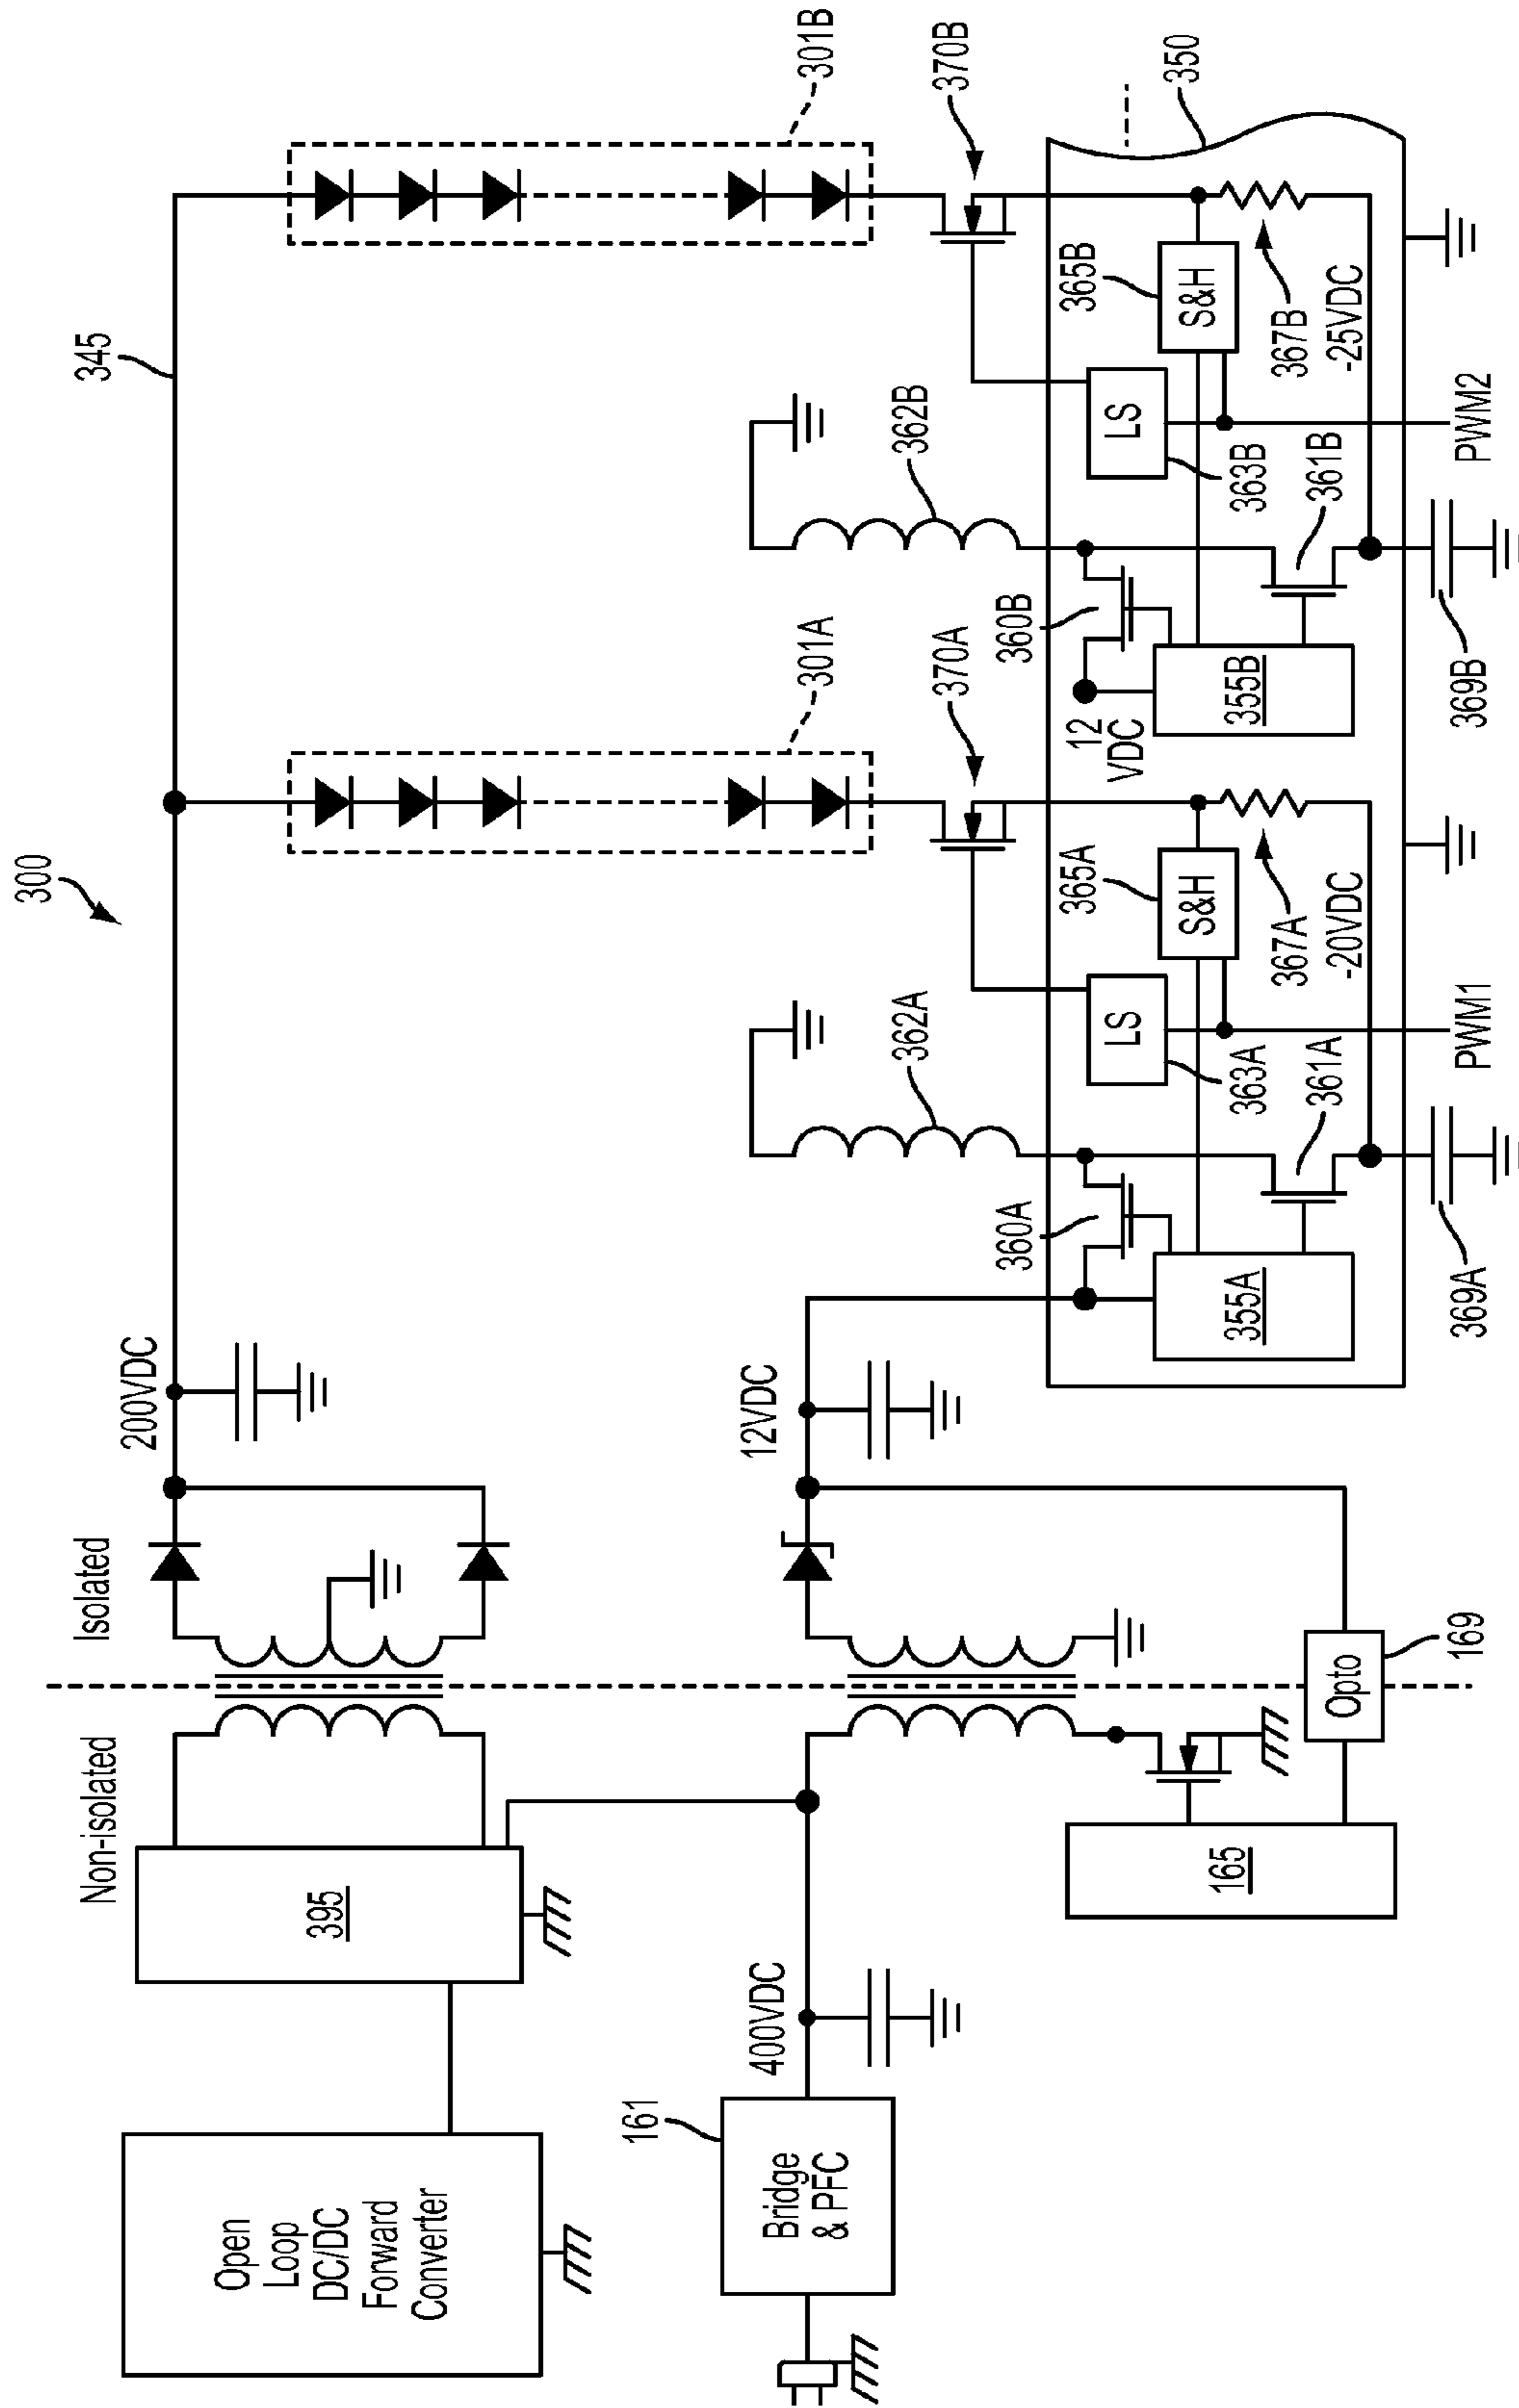 300
Non-isolated
Isolated
Open
Loop
DC/DC
Forward
Converter
395
200VDC
345
301A
301B
161
Bridge
& PFC
400VDC
12VDC
165
Opto
169
362A
362B
370A
370B
350
360A
355A
361A
363A
LS
365A
S&H
367A
-20VDC
369A
PWM1
12
VDC
360B
355B
361B
363B
LS
365B
S&H
367B
-25VDC
369B
PWM2